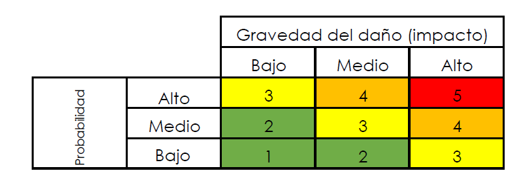 Gravedad del daño (impacto)
Bajo Medio Alto
Probabilidad
Alto 3 4 5
Medio 2 3 4
Bajo 1 2 3